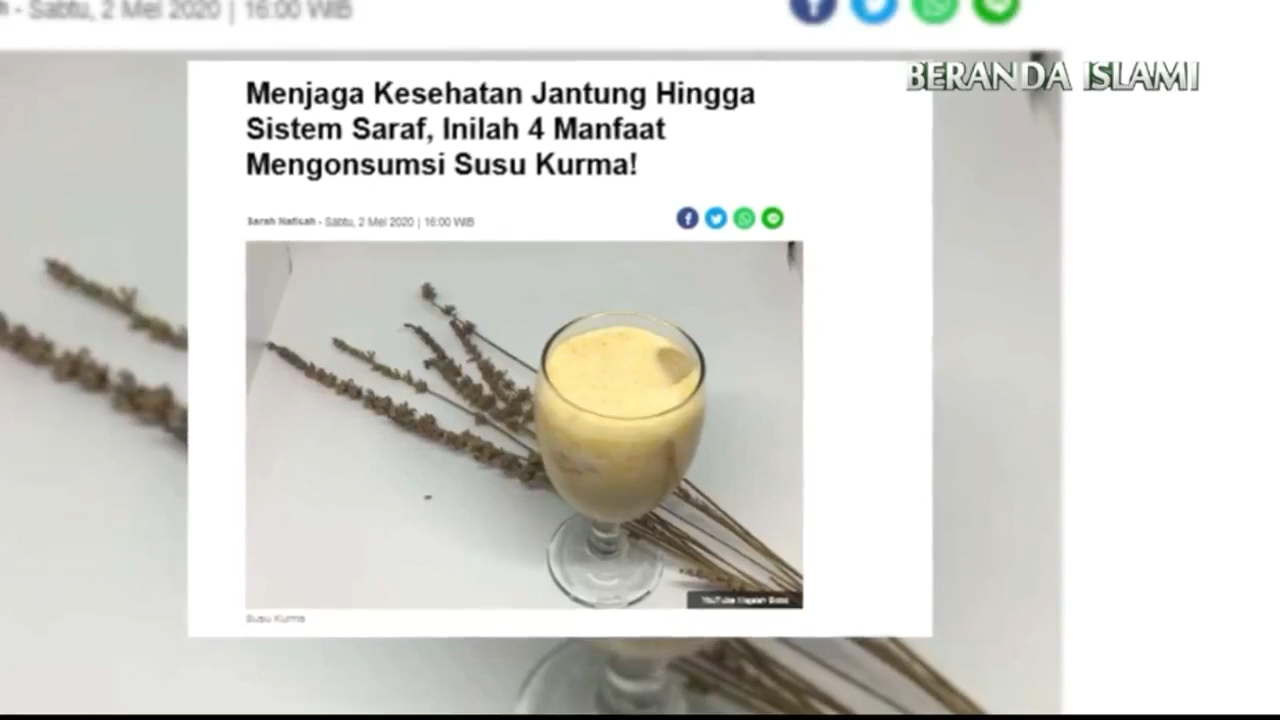 - Sabtu, 2 Mei 2020 | 16:00 WIB
BERANDA ISLAMI
Menjaga Kesehatan Jantung Hingga
Sistem Saraf, Inilah 4 Manfaat
Mengonsumsi Susu Kurma!
Sarah Nafisah - Sabtu, 2 Mei 2020 | 16:00 WIB
Susu Kurma